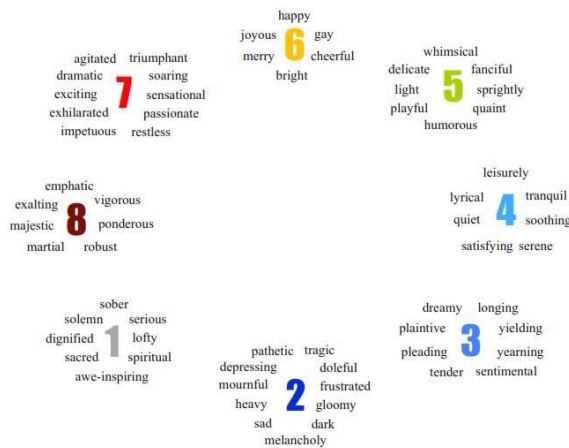 happy
joyous gay
6
merry cheerful
bright
agitated triumphant
dramatic soaring
exciting 7 sensational
exhilarated passionate
impetuous restless
whimsical
delicate fanciful
light 5 sprightly
playful quaint
humorous
emphatic
exalting vigorous
majestic 8 ponderous
martial robust
leisurely
lyrical tranquil
4
quiet soothing
satisfying serene
sober
solemn serious
dignified 1 lofty
sacred spiritual
awe-inspiring
pathetic tragic
depressing doleful
mournful 2 frustrated
heavy gloomy
sad dark
melancholy
dreamy longing
plaintive yielding
3
pleading yearning
tender sentimental